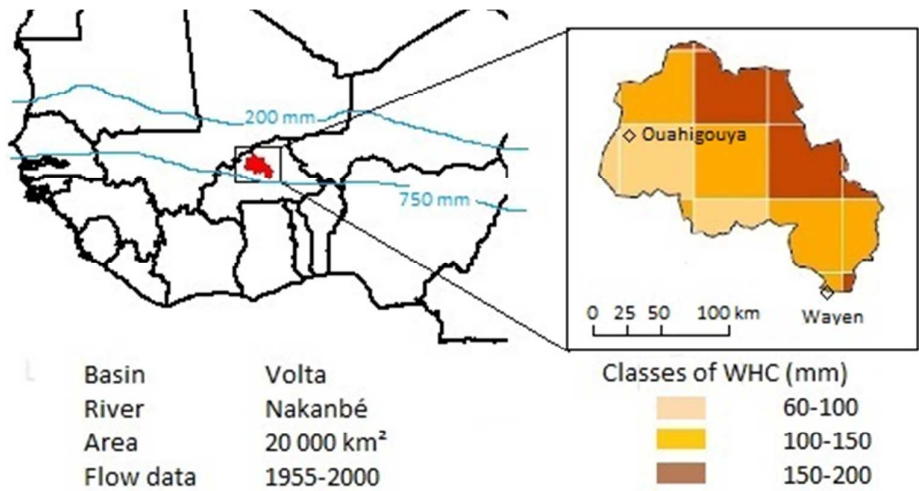 200 mm
750 mm
Ouahigouya
0 25 50 100 km
Wayen
Basin Volta
River Nakanbé
Area 20 000 km²
Flow data 1955-2000
Classes of WHC (mm)
60-100
100-150
150-200